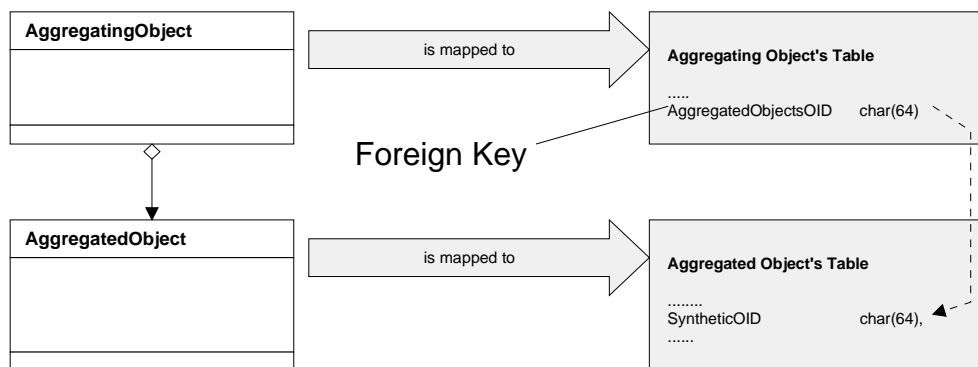 AggregatingObject
is mapped to
Aggregating Object's Table
.....
AggregatedObjectsOID char(64)
Foreign Key
AggregatedObject
is mapped to
Aggregated Object's Table
........
SyntheticOID char(64),
......